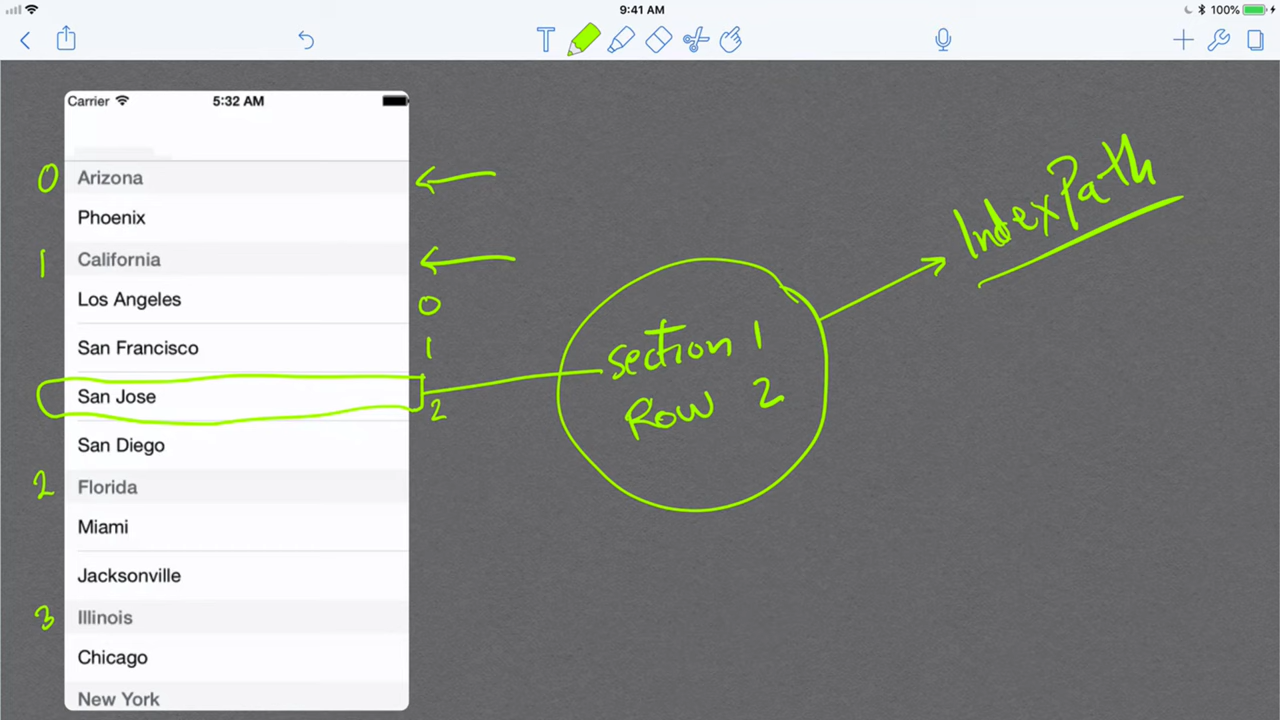 9:41 AM
100%
T
Carrier
5:32 AM
0
Arizona
Phoenix
1
California
Los Angeles
0
San Francisco
1
San Jose
2
San Diego
2
Florida
Miami
Jacksonville
3
Illinois
Chicago
New York
section 1
Row 2
IndexPath